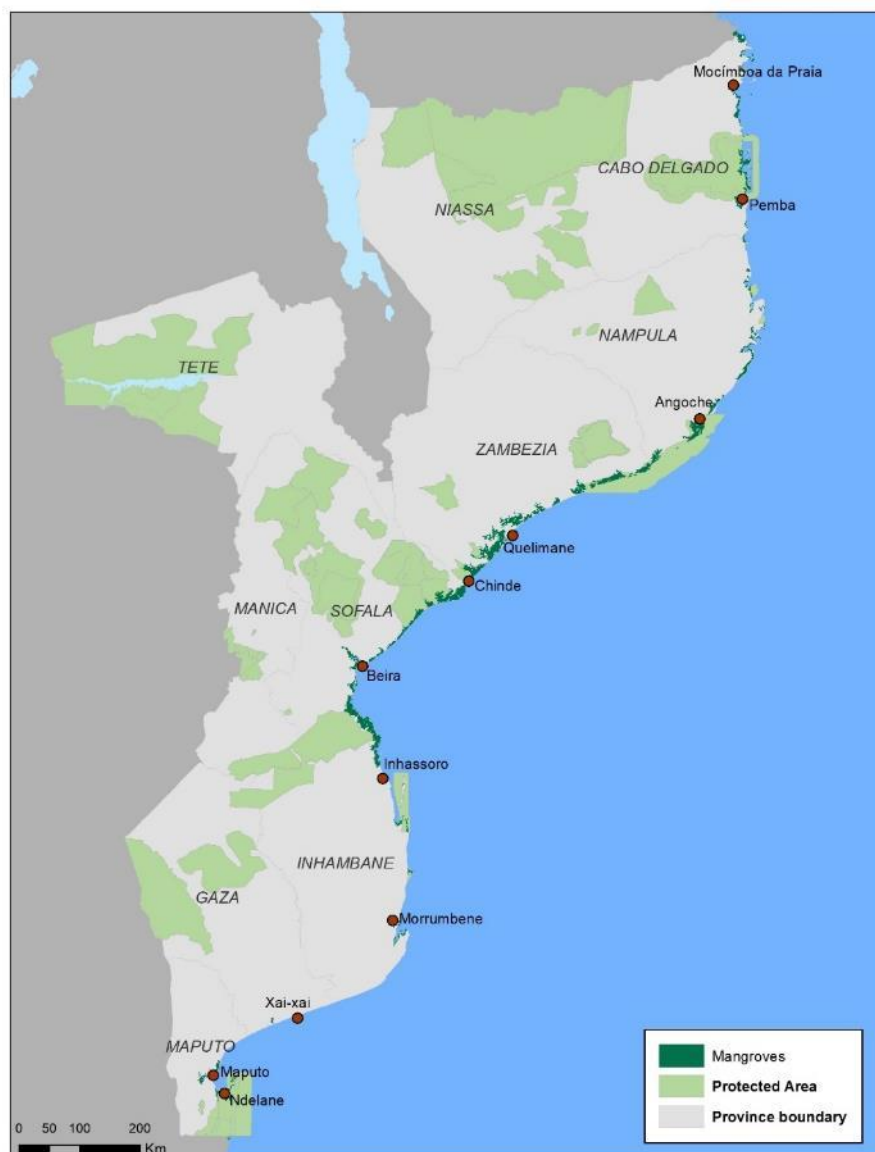 Mocímboa da Praia
CABO DELGADO
Pemba
NIASSA
NAMPULA
TETE
Angoche
ZAMBEZIA
Quelimane
Chinde
MANICA
SOFALA
Beira
Inhassoro
INHAMBANE
GAZA
Morrumbene
Xai-xai
MAPUTO
Maputo
Ndelane
Mangroves
Protected Area
Province boundary
0 50 100 200
Km